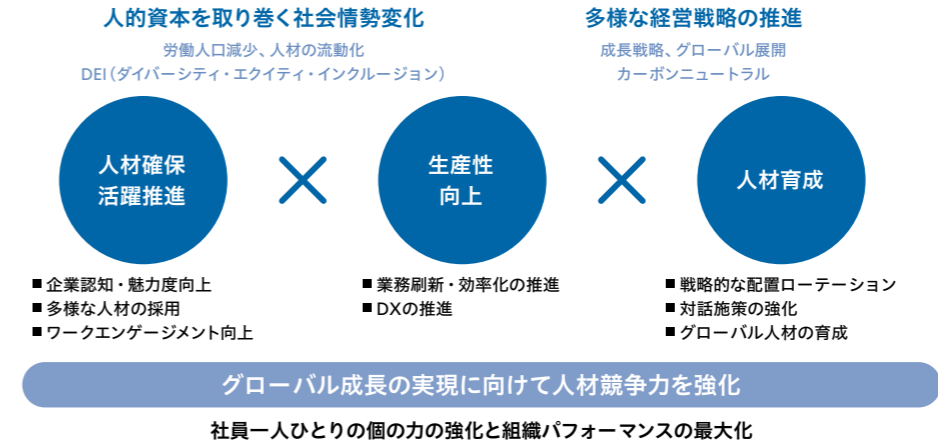 人的資本を取り巻く社会情勢変化
労働人口減少、人材の流動化
DEI（ダイバーシティ・エクイティ・インクルージョン）
多様な経営戦略の推進
成長戦略、グローバル展開
カーボンニュートラル
人材確保
活躍推進
×
生産性
向上
×
人材育成
■ 企業認知・魅力度向上
■ 多様な人材の採用
■ ワークエンゲージメント向上
■ 業務刷新・効率化の推進
■ DXの推進
■ 戦略的な配置ローテーション
■ 対話施策の強化
■ グローバル人材の育成
グローバル成長の実現に向けて人材競争力を強化
社員一人ひとりの個の力の強化と組織パフォーマンスの最大化